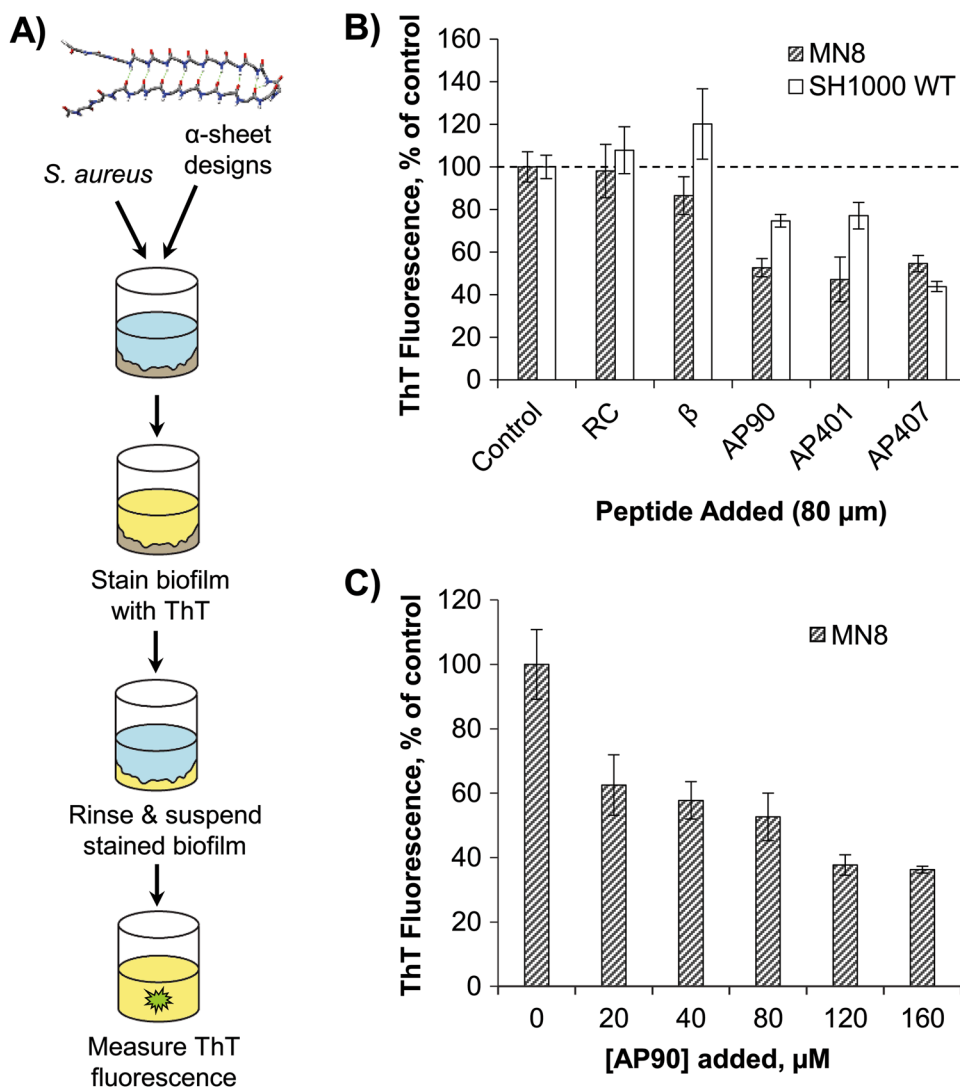 A)
α-sheet
designs
S. aureus
Stain biofilm
with ThT
Rinse & suspend
stained biofilm
Measure ThT
fluorescence
B)
ThT Fluorescence, % of control
160
140
120
100
80
60
40
20
0
MN8
SH1000 WT
Control
RC
β
AP90
AP401
AP407
Peptide Added (80 μm)
C)
ThT Fluorescence, % of control
120
100
80
60
40
20
0
MN8
0 20 40 80 120 160
[AP90] added, μM